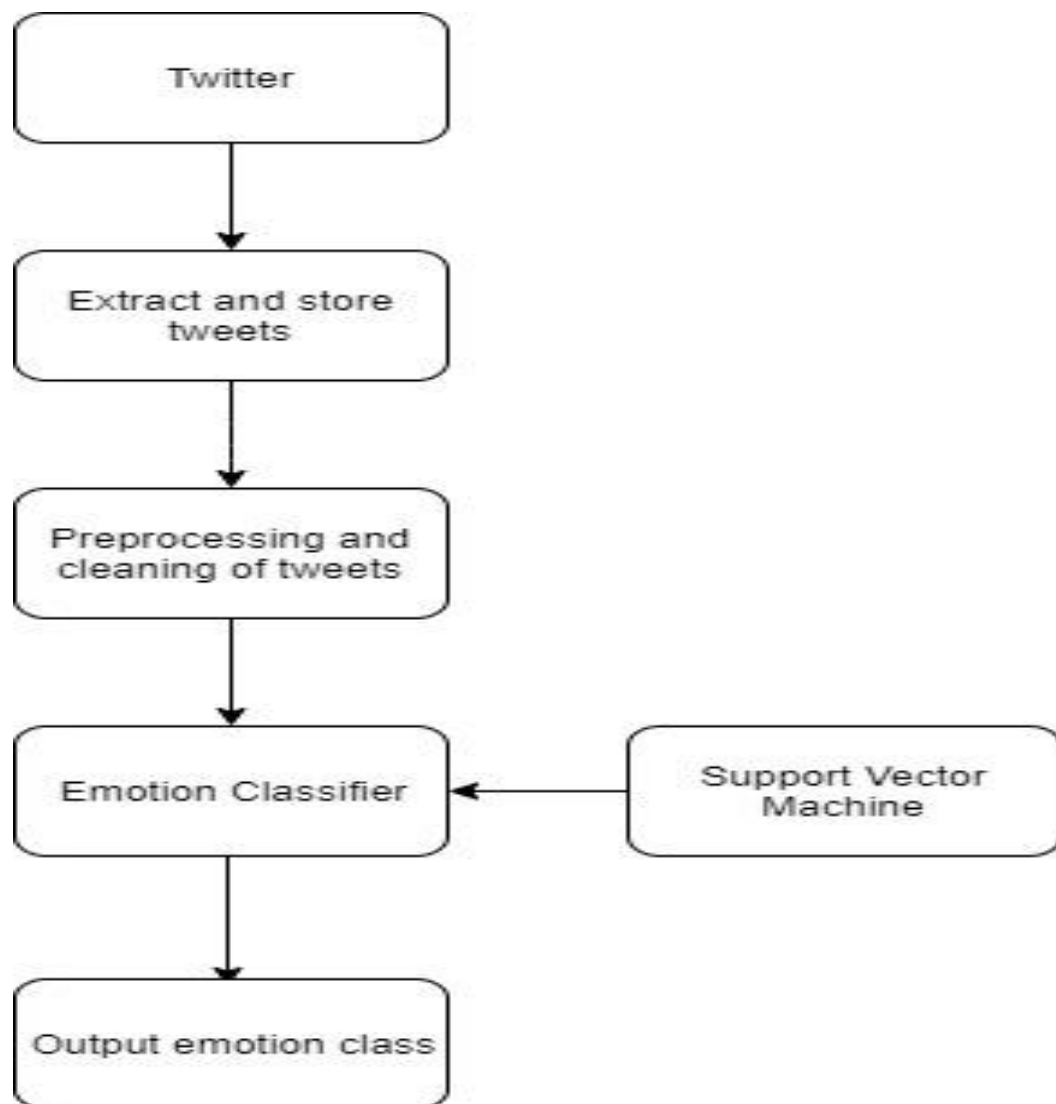 Twitter
Extract and store
tweets
Preprocessing and
cleaning of tweets
Emotion Classifier
Support Vector
Machine
Output emotion class